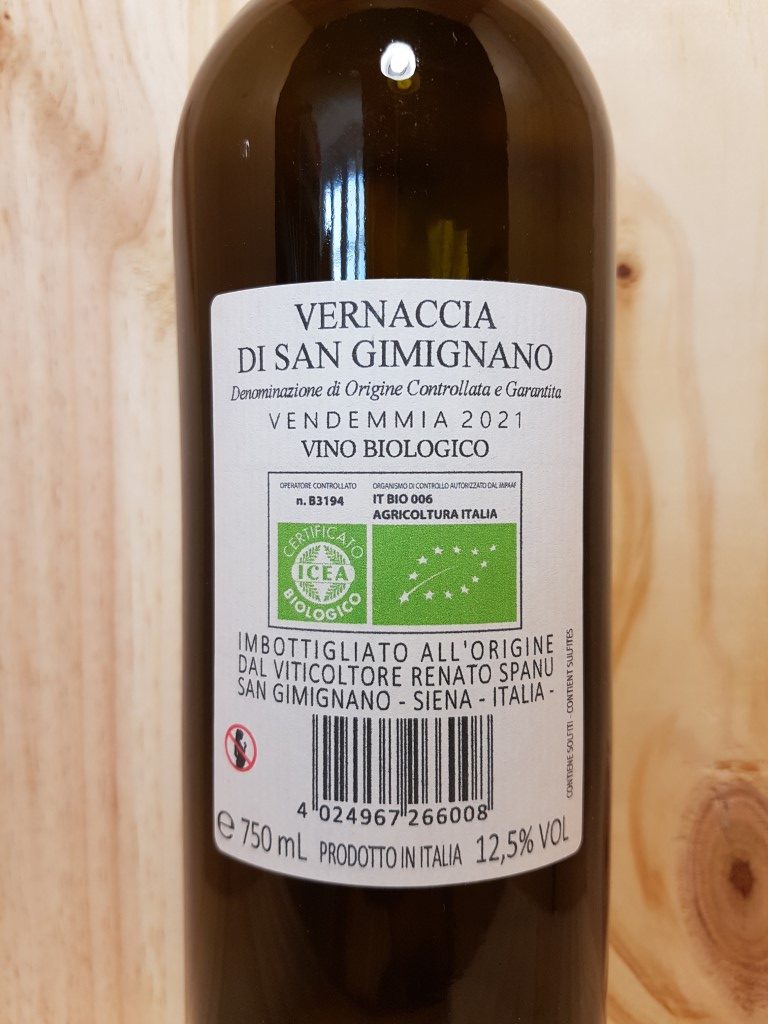 VERNACCIA
DI SAN GIMIGNANO
Denominazione di Origine Controllata e Garantita
VENDEMMIA 2021
VINO BIOLOGICO
OPERATORE CONTROLLATO
n. B3194
ORGANISMO DI CONTROLLO AUTORIZZATO DAL MIPAAF
IT BIO 006
AGRICOLTURA ITALIA
CERTIFICATO
ICEA
BIOLOGICO
IMBOTTIGLIATO ALL'ORIGINE
DAL VITICOLTORE RENATO SPANU
SAN GIMIGNANO - SIENA - ITALIA -
CONTIENE SOLFITI - CONTIENT SULFITES
4 024967 266008
e 750 mL PRODOTTO IN ITALIA 12,5% VOL